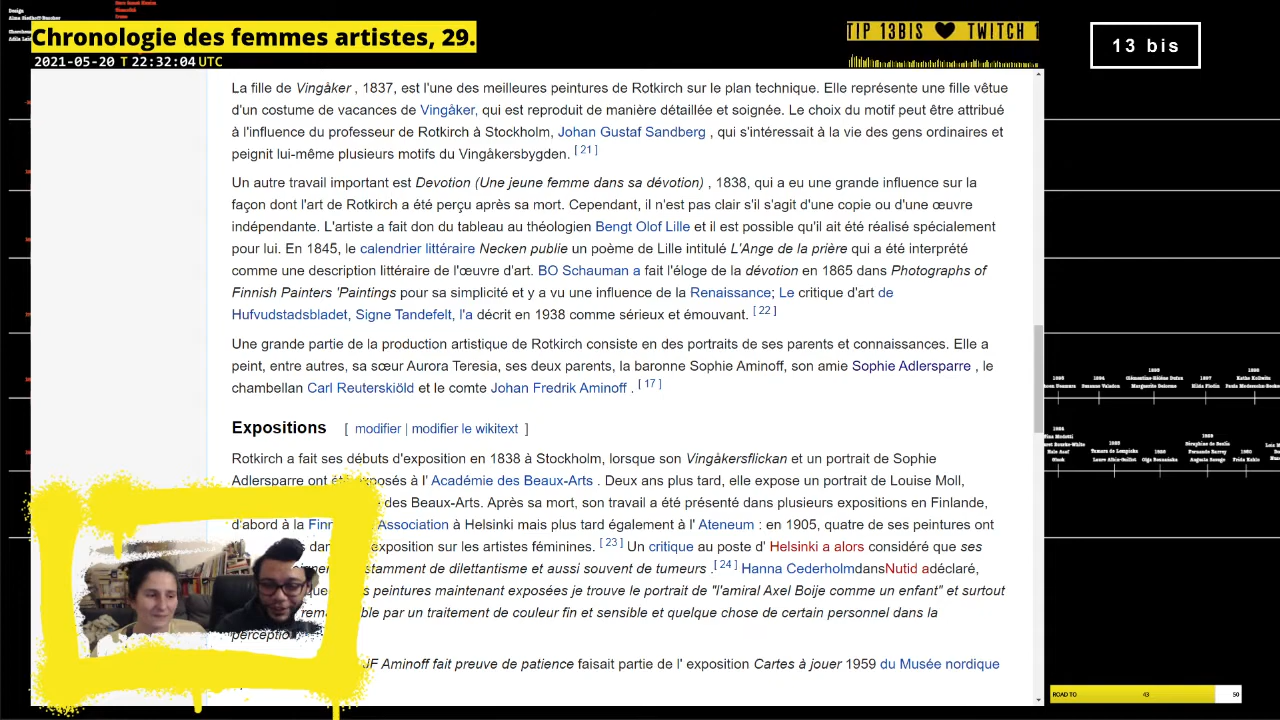 Design
Chronologie des femmes artistes, 29.
2021-05-20 T 22:32:04 UTC
TIP 13BIS TWITCH 1
13 bis
La fille de Vingåker , 1837, est l'une des meilleures peintures de Rotkirch sur le plan technique. Elle représente une fille vêtue
d'un costume de vacances de Vingåker, qui est reproduit de manière détaillée et soignée. Le choix du motif peut être attribué
à l'influence du professeur de Rotkirch à Stockholm, Johan Gustaf Sandberg , qui s'intéressait à la vie des gens ordinaires et
peignit lui-même plusieurs motifs du Vingåkersbygden. [ 21 ]
Un autre travail important est Devotion (Une jeune femme dans sa dévotion) , 1838, qui a eu une grande influence sur la
façon dont l'art de Rotkirch a été perçu après sa mort. Cependant, il n'est pas clair s'il s'agit d'une copie ou d'une œuvre
indépendante. L'artiste a fait don du tableau au théologien Bengt Olof Lille et il est possible qu'il ait été réalisé spécialement
pour lui. En 1845, le calendrier littéraire Necken publie un poème de Lille intitulé L'Ange de la prière qui a été interprété
comme une description littéraire de l'œuvre d'art. BO Schauman a fait l'éloge de la dévotion en 1865 dans Photographs of
Finnish Painters 'Paintings pour sa simplicité et y a vu une influence de la Renaissance; Le critique d'art de
Hufvudstadsbladet, Signe Tandefelt, l'a décrit en 1938 comme sérieux et émouvant. [ 22 ]
Une grande partie de la production artistique de Rotkirch consiste en des portraits de ses parents et connaissances. Elle a
peint, entre autres, sa sœur Aurora Teresia, ses deux parents, la baronne Sophie Aminoff, son amie Sophie Adlersparre , le
chambellan Carl Reuterskiöld et le comte Johan Fredrik Aminoff . [ 17 ]
Expositions [ modifier | modifier le wikitext ]
Rotkirch a fait ses débuts d'exposition en 1838 à Stockholm, lorsque son Vingåkersflickan et un portrait de Sophie
Adlersparre ont été exposés à l' Académie des Beaux-Arts . Deux ans plus tard, elle expose un portrait de Louise Moll,
des Beaux-Arts. Après sa mort, son travail a été présenté dans plusieurs expositions en Finlande,
d'abord à la Finn Association à Helsinki mais plus tard également à l' Ateneum : en 1905, quatre de ses peintures ont
exposition sur les artistes féminines. [ 23 ] Un critique au poste d' Helsinki a alors considéré que ses
de dilettantisme et aussi souvent de tumeurs .[ 24 ] Hanna CederholmdansNutid adéclaré,
peintures maintenant exposées je trouve le portrait de "l'amiral Axel Boije comme un enfant" et surtout
par un traitement de couleur fin et sensible et quelque chose de certain personnel dans la
perception
JF Aminoff fait preuve de patience faisait partie de l' exposition Cartes à jouer 1959 du Musée nordique
ROAD TO 43 50